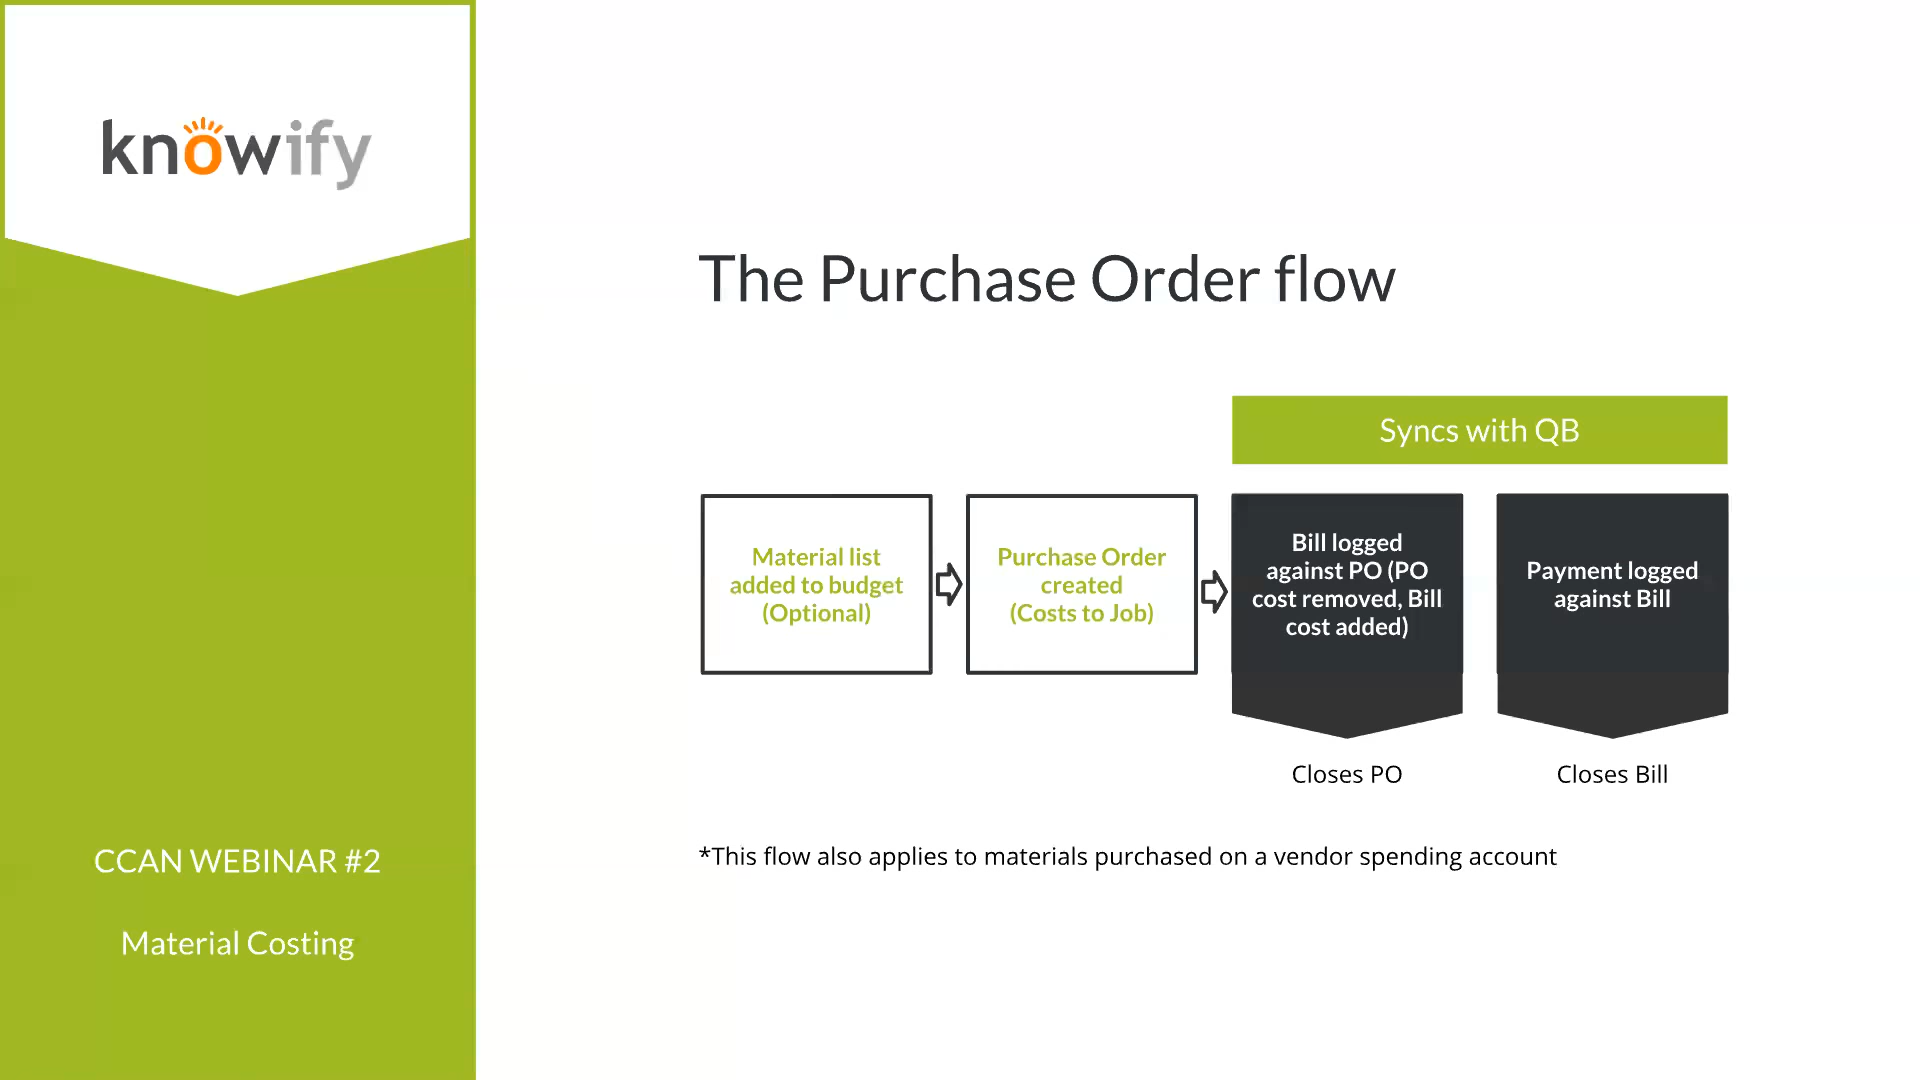 knowify
CCAN WEBINAR #2
Material Costing
The Purchase Order flow
Syncs with QB
Material list
added to budget
(Optional)
Purchase Order
created
(Costs to Job)
Bill logged
against PO (PO
cost removed, Bill
cost added)
Payment logged
against Bill
Closes PO
Closes Bill
*This flow also applies to materials purchased on a vendor spending account